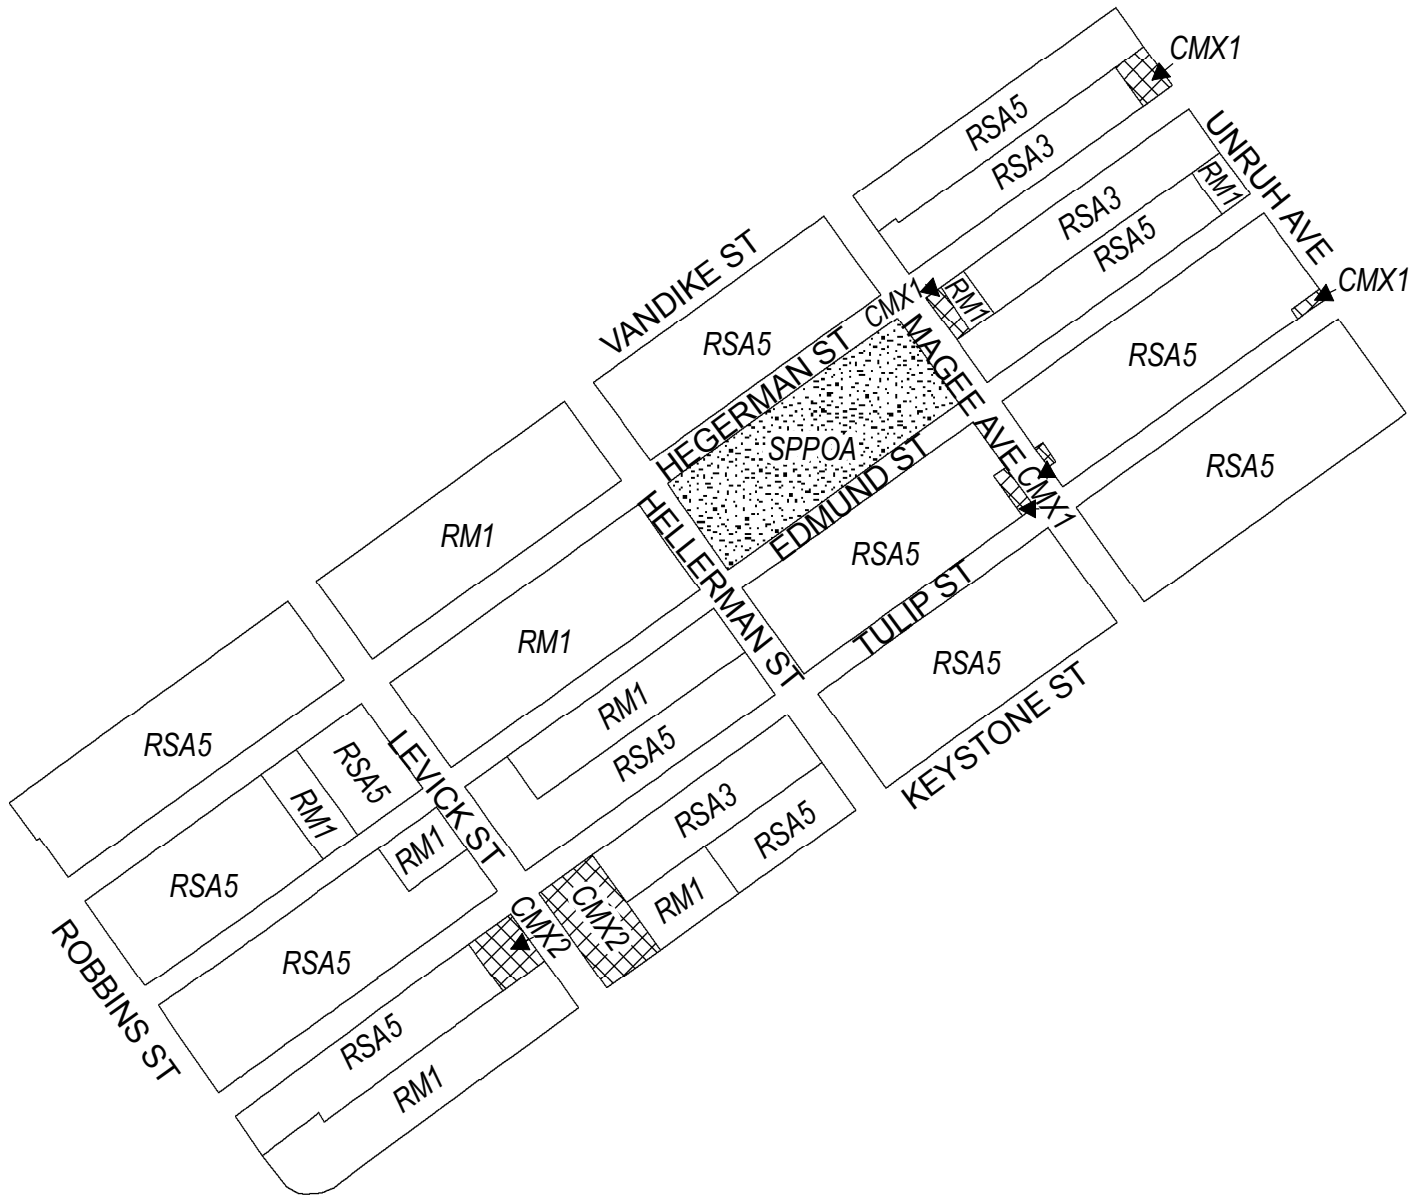 CMX1
RSA5
RSA3
UNRUH AVE
RM1
RSA3
RSA5
VANDIKE ST
CMX1
CMX1
RM1
RSA5
HEGERMAN ST
MAGEE AVE
RSA5
SPPOA
EDMUND ST
RSA5
CMX1
RM1
HELLERMAN ST
RSA5
TULIP ST
RM1
RSA5
KEYSTONE ST
RM1
RSA5
RSA5
RSA5
LEVICK ST
RM1
RSA3
RSA5
RM1
RSA5
CMX2
CMX2
RM1
RSA5
ROBBINS ST
RSA5
RM1